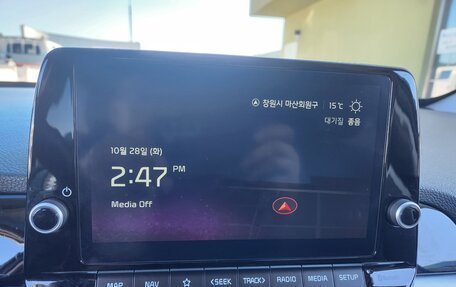 창원시 마산회원구 15℃
대기질 좋음
10월 28일 (화)
2:47 PM
Media Off
MAP NAV <SEEK TRACK> RADIO MEDIA SETUP